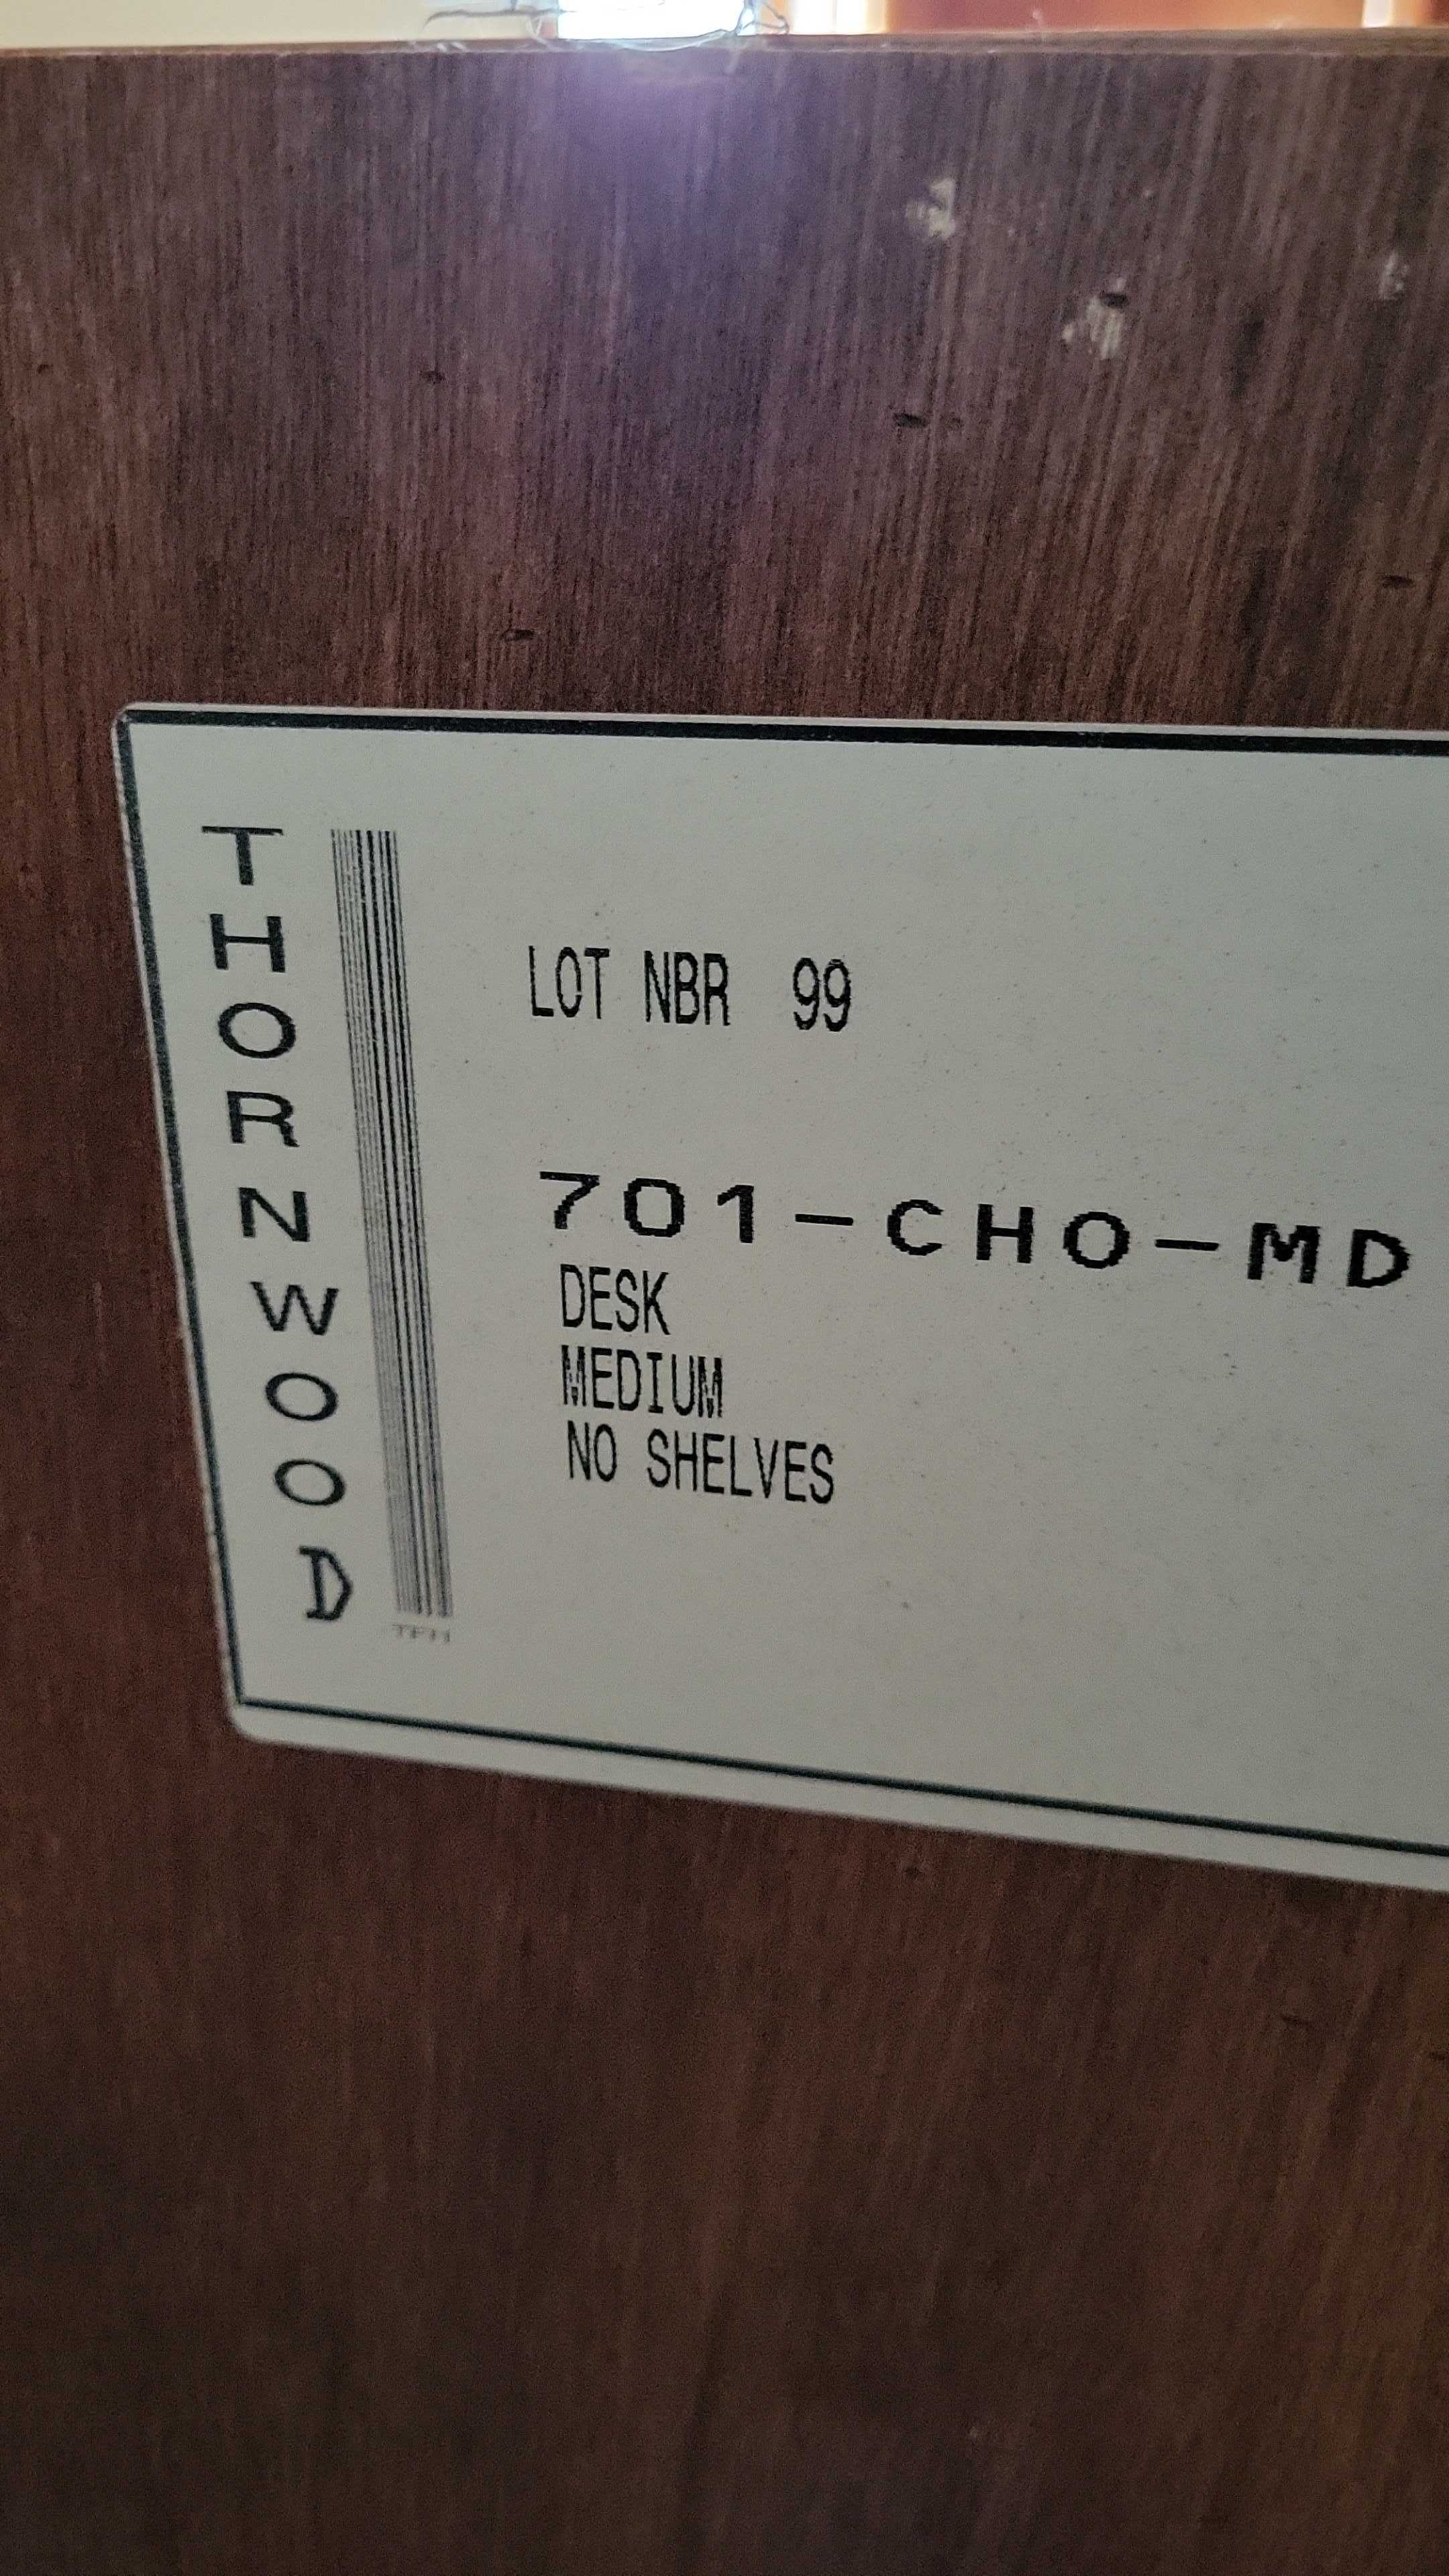 THORNWOOD
LOT NBR 99
701-CHO-MD
DESK
MEDIUM
NO SHELVES